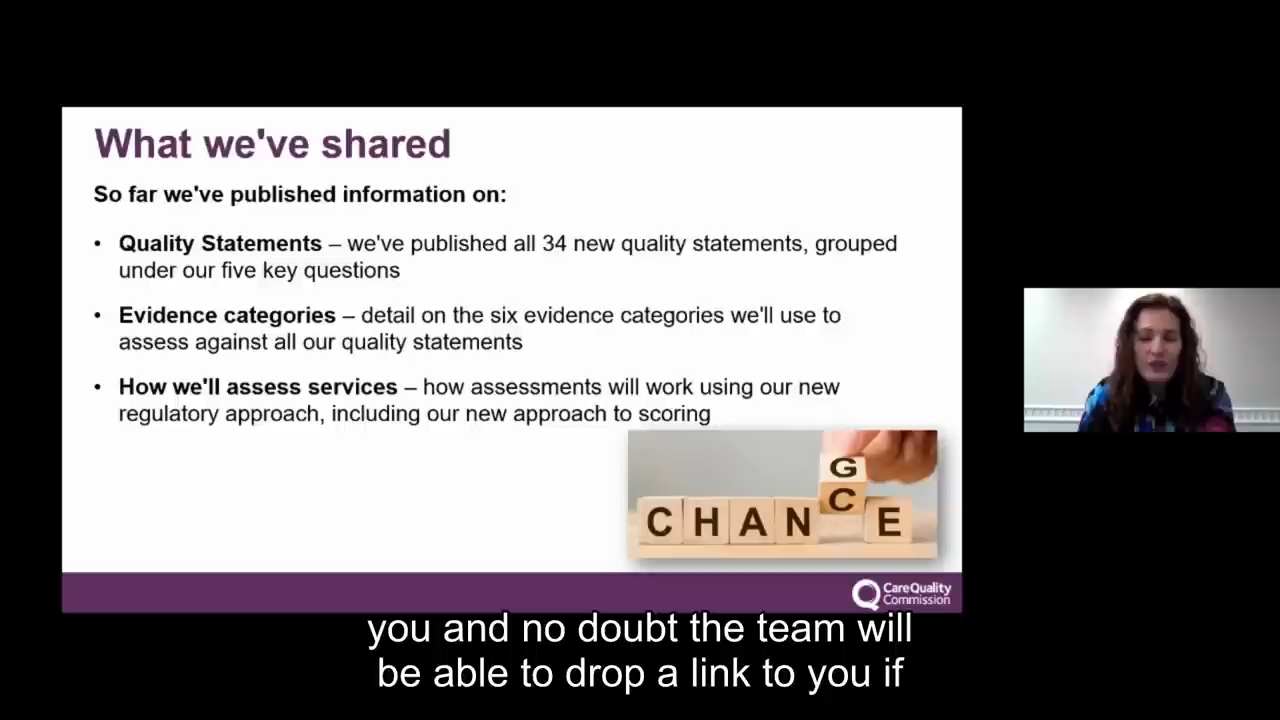 What we've shared
So far we've published information on:
• Quality Statements – we've published all 34 new quality statements, grouped
under our five key questions
• Evidence categories – detail on the six evidence categories we'll use to
assess against all our quality statements
• How we'll assess services – how assessments will work using our new
regulatory approach, including our new approach to scoring
G
C
CHAN E
CareQuality
Commission
you and no doubt the team will
be able to drop a link to you if